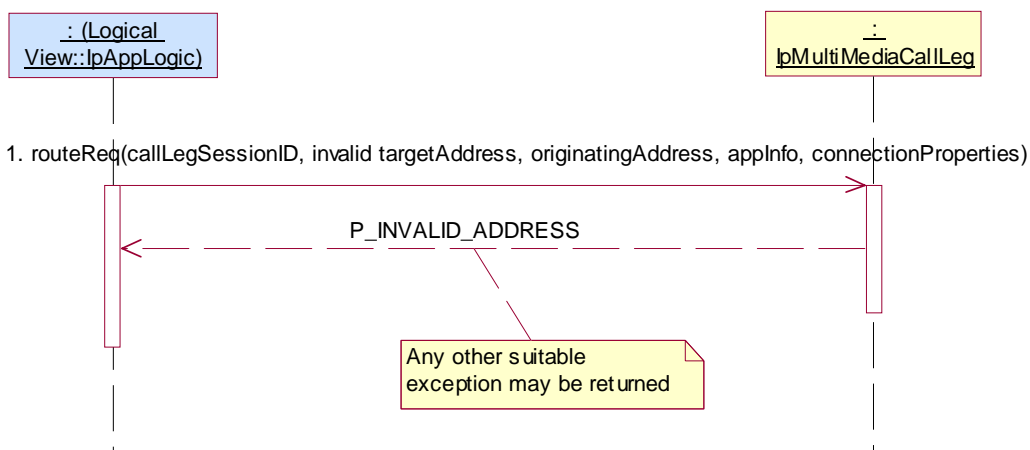 : (Logical
View::IpAppLogic)
:
IpMultiMediaCallLeg
1. routeReq(callLegSessionID, invalid targetAddress, originatingAddress, appInfo, connectionProperties)
P_INVALID_ADDRESS
Any other suitable
exception may be returned